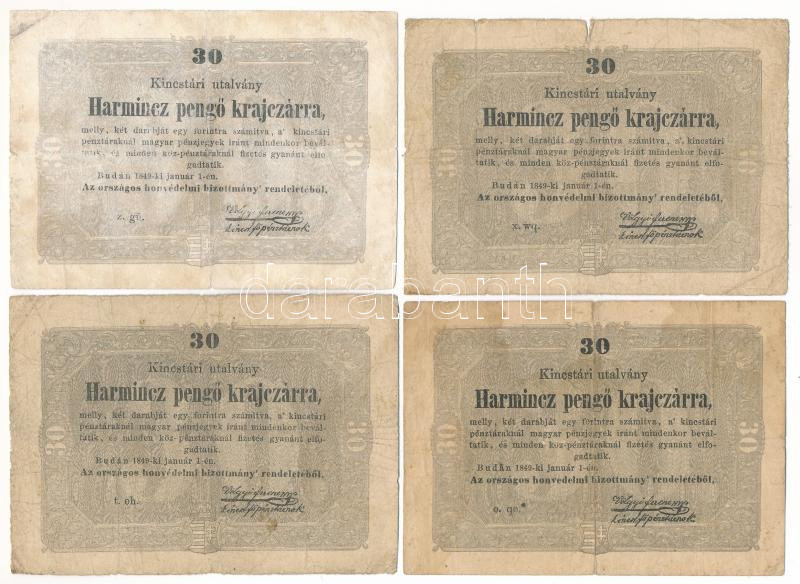 30
Kincstári utalvány
Harmincz pengő krajczárra,
melly, két darabját egy forintra számítva, a' kincstári
pénztáraknál magyar pénzjegyek iránt mindenkor bevál-
tatik, és minden köz-pénztáraknál fizetés gyanánt elfo-
gadtatik.
Budán 1849-ki január 1-én.
Az országos honvédelmi bizottmány' rendeletéből,
z. gö.
30
Kincstári utalvány
Harmincz pengő krajczárra,
melly, két darabját egy forintra számítva, a' kincstári
pénztáraknál magyar pénzjegyek iránt mindenkor bevál-
tatik, és minden köz-pénztáraknál fizetés gyanánt elfo-
gadtatik.
Budán 1849-ki január 1-én.
Az országos honvédelmi bizottmány' rendeletéből,
x. wq.
darabanth
30
Kincstári utalvány
Harmincz pengő krajczárra,
melly, két darabját egy forintra számítva, a' kincstári
pénztáraknál magyar pénzjegyek iránt mindenkor bevál-
tatik, és minden köz-pénztáraknál fizetés gyanánt elfo-
gadtatik.
Budán 1849-ki január 1-én.
Az országos honvédelmi bizottmány' rendeletéből,
t. oh.
30
30
30
Kincstári utalvány
Harmincz pengő krajczárra,
melly, két darabját egy forintra számítva, a' kincstári
pénztáraknál magyar pénzjegyek iránt mindenkor bevál-
tatik, és minden köz-pénztáraknál fizetés gyanánt elfo-
gadtatik.
Budán 1849-ki január 1-én.
Az országos honvédelmi bizottmány' rendeletéből,
o. qo.
30
30